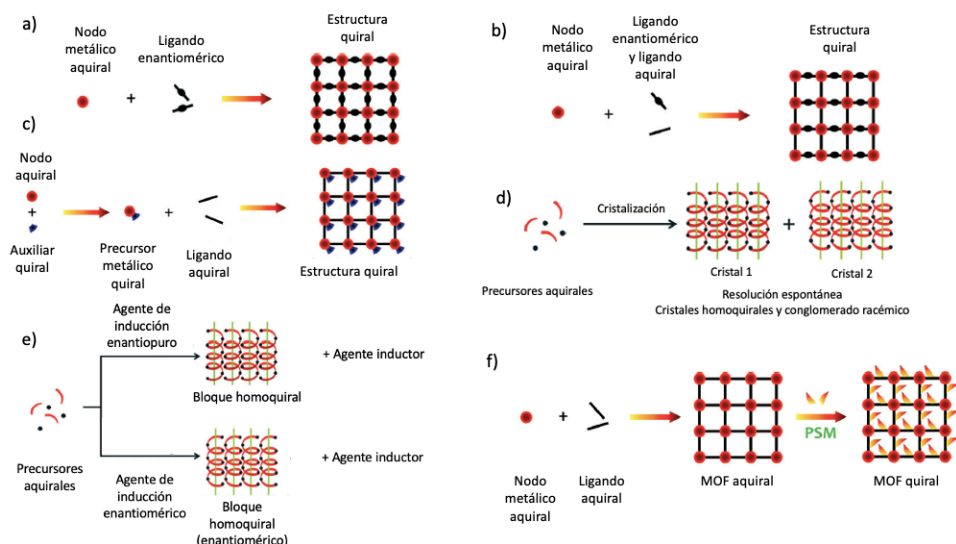 a)
Nodo
metálico
aquiral
+
Ligando
enantiomérico
Estructura
quiral
b)
Nodo
metálico
aquiral
+
Ligando
enantiomérico
y ligando
aquiral
Estructura
quiral
c)
Nodo
aquiral
+
Auxiliar
quiral
Precursor
metálico
quiral
+
Ligando
aquiral
Estructura quiral
d)
Precursores aquirales
Cristalización
+
Cristal 1
Cristal 2
Resolución espontánea
Cristales homoquirales y conglomerado racémico
e)
Precursores
aquirales
Agente de
inducción
enantiopuro
Bloque homoquiral
+ Agente inductor
Agente de
inducción
enantiomérico
Bloque
homoquiral
(enantiomérico)
+ Agente inductor
f)
Nodo
metálico
aquiral
+
Ligando
aquiral
MOF aquiral
PSM
MOF quiral